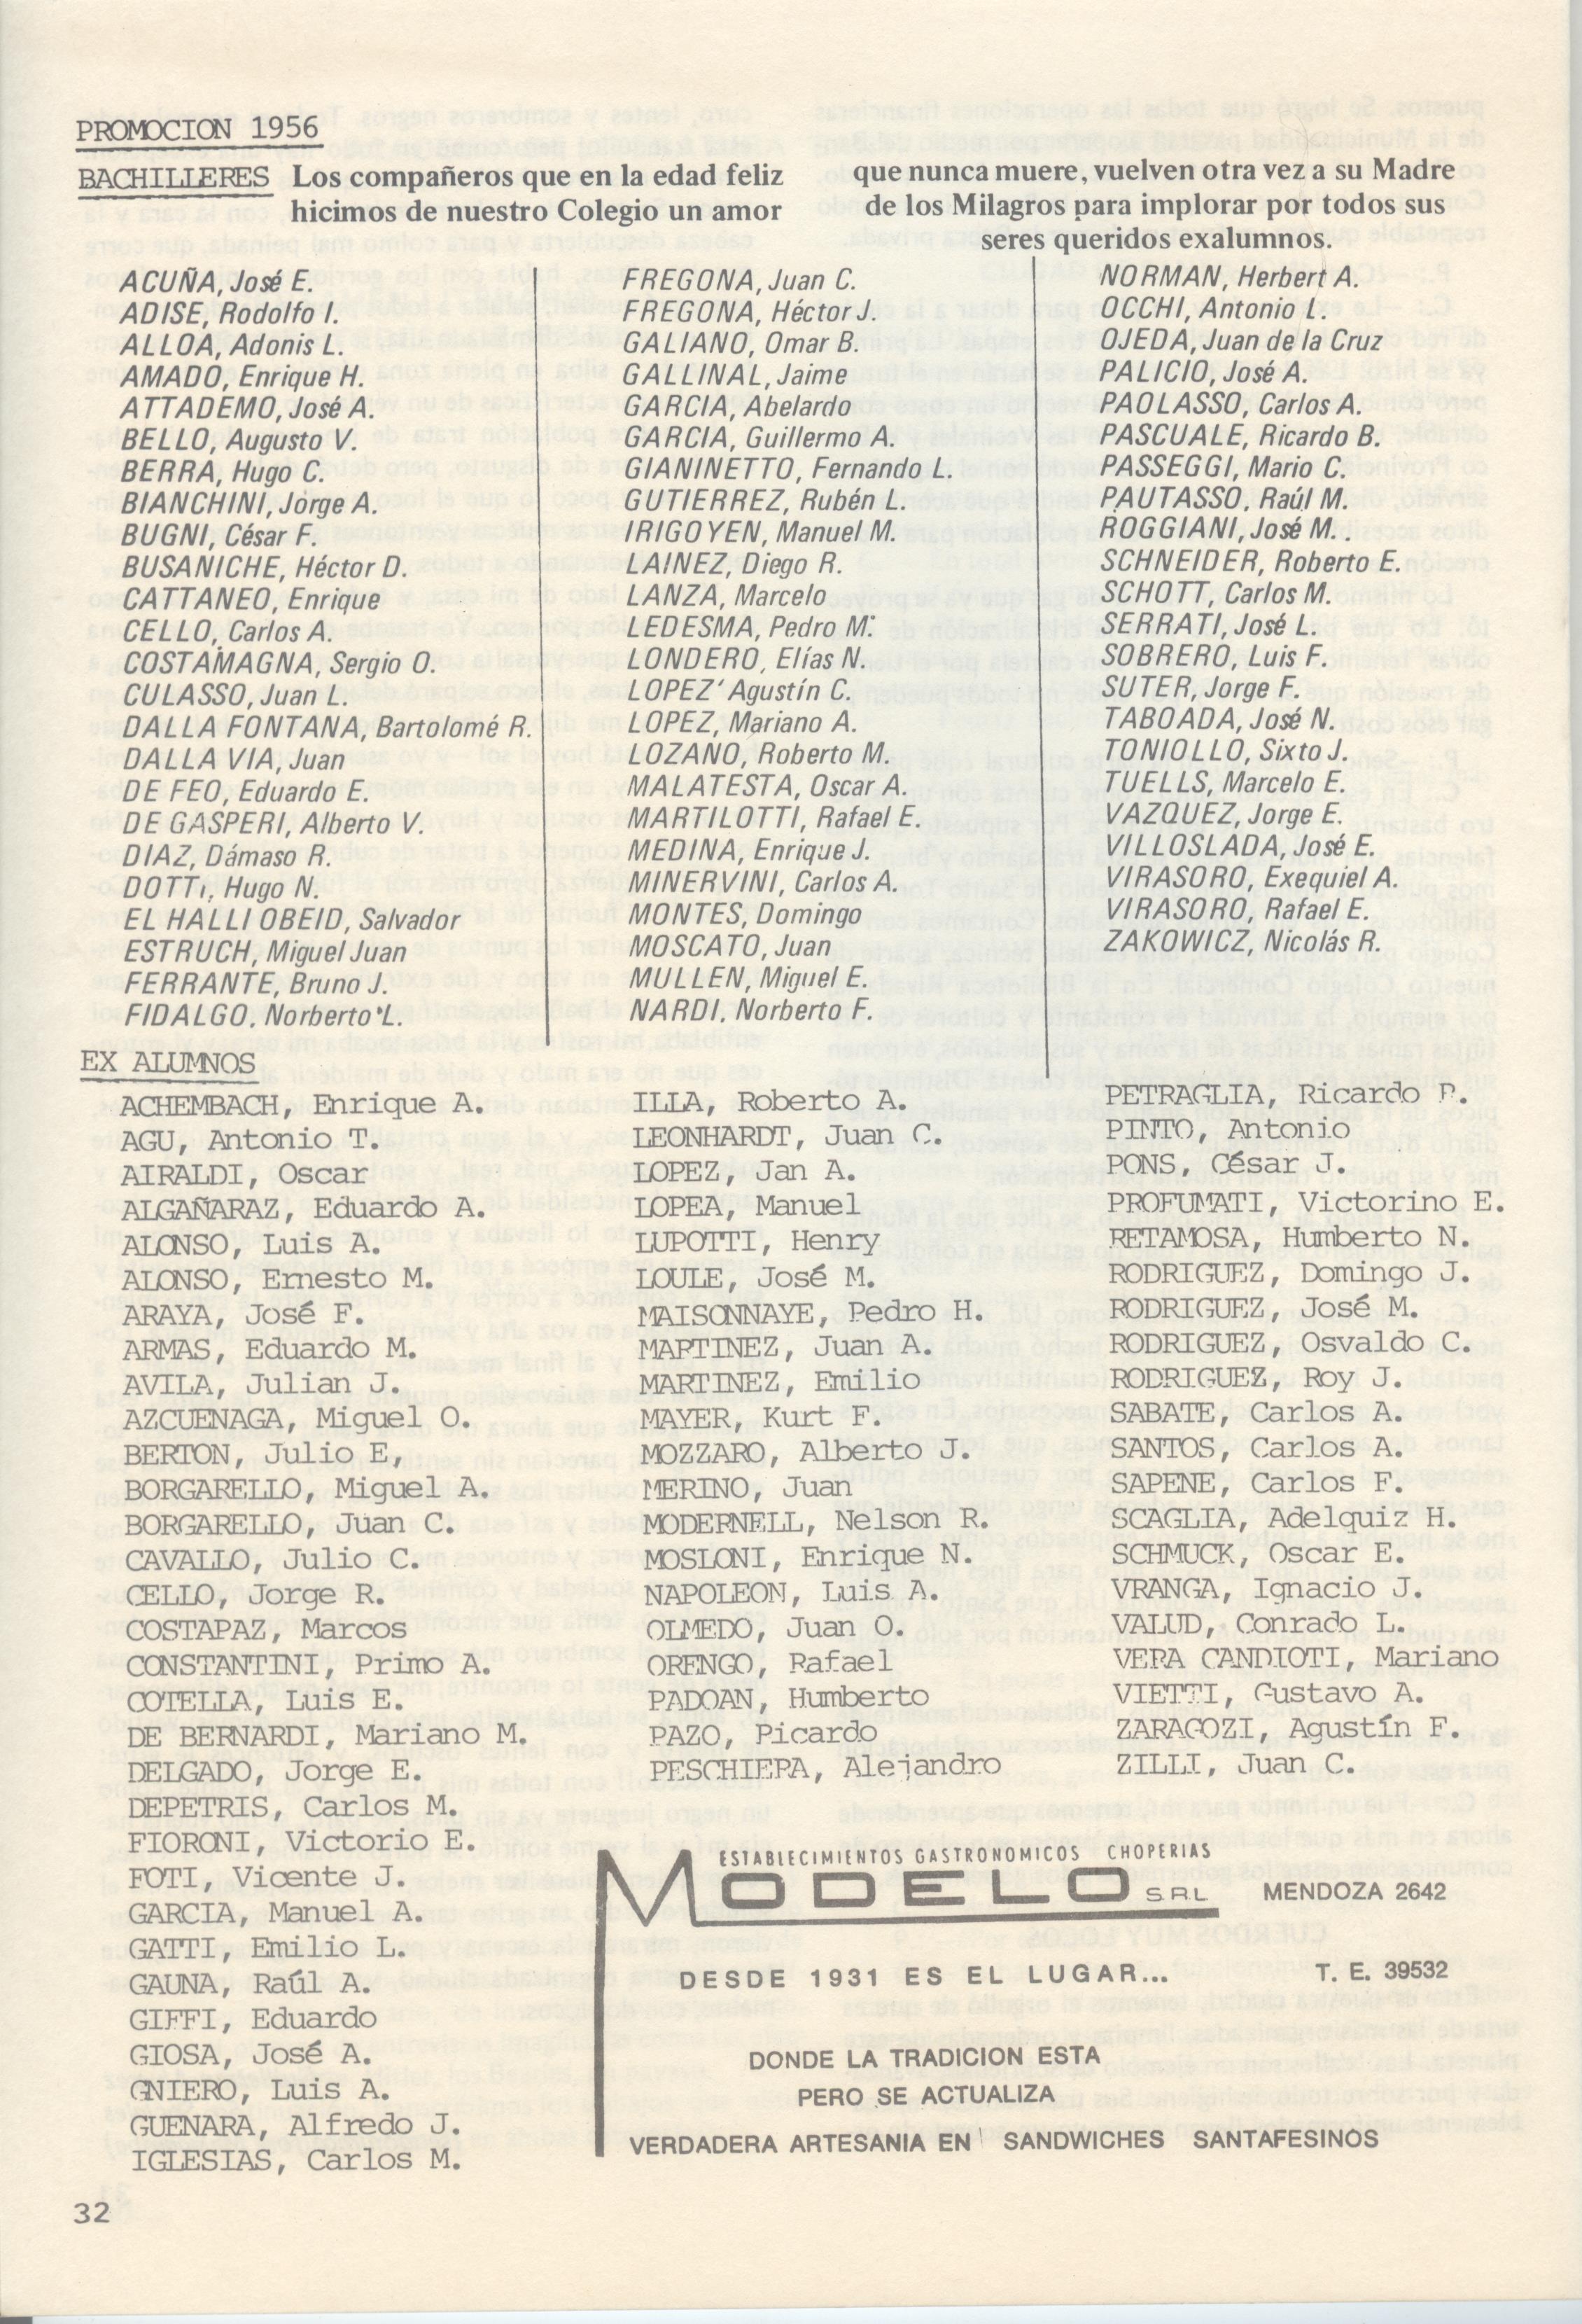 PROMOCION 1956
BACHILLERES
Los compañeros que en la edad feliz
hicimos de nuestro Colegio un amor
que nunca muere, vuelven otra vez a su Madre
de los Milagros para implorar por todos sus
seres queridos exalumnos.
ACUÑA, José E.
ADISE, Rodolfo I.
ALLOA, Adonis L.
AMADO, Enrique H.
ATTADEMO, José A.
BELLO, Augusto V.
BERRA, Hugo C.
BIANCHINI, Jorge A.
BUGNI, César F.
BUSANICHE, Héctor D.
CATTANEO, Enrique
CELLO, Carlos A.
COSTAMAGNA, Sergio O.
CULASSO, Juan L.
DALLA FONTANA, Bartolomé R.
DALLA VIA, Juan
DE FEO, Eduardo E.
DE GASPERI, Alberto V.
DIAZ, Dámaso R.
DOTTI, Hugo N.
EL HALLI OBEID, Salvador
ESTRUCH, Miguel Juan
FERRANTE, Bruno J.
FIDALGO. Norberto L.
FREGONA, Juan C.
FREGONA, Héctor J.
GALIANO, Omar B.
GALLINAL, Jaime
GARCIA, Abelardo
GARCIA, Guillermo A.
GIANINETTO, Fernando L.
GUTIERREZ, Rubén L.
IRIGOYEN, Manuel M.
LAINEZ, Diego R.
LANZA, Marcelo
LEDESMA, Pedro M.
LONDERO, Elías N.
LOPEZ' Agustín C.
LOPEZ, Mariano A.
LOZANO, Roberto M.
MALATESTA, Oscar A.
MARTILOTTI, Rafael E.
MEDINA, Enrique J.
MINERVINI, Carlos A.
MONTES, Domingo
MOSCATO, Juan
MULLEN, Miguel E.
NARDI. Norberto F.
NORMAN, Herbert A.
OCCHI, Antonio L.
OJEDA, Juan de la Cruz
PALICIO, José A.
PAOLASSO, Carlos A.
PASCUALE, Ricardo B.
PASSEGGI, Mario C.
PAUTASSO, Raúl M.
ROGGIANI, José M. .
SCHNEIDER, Roberto E.
SCHOTT, Carlos M.
SERRATI, José L.
SOBRERO, Luis F.
SUTER, Jorge F.
TABOADA, José N.
TONIOLLO, Sixto J.
TUELLS, Marcelo E.
VAZQUEZ, Jorge E.
VILLOSLADA, José E.
VIRASORO, Exequiel A.
VIRASORO, Rafael E.
ZAKOWICZ, Nicolás R.
EX ALUMNOS
ACHEMBACH, Enrique A.
AGU, Antonio T.
AIRALDI, Oscar
ALGAÑARAZ, Eduardo A.
ALONSO, Luis A.
ALONSO, Ernesto M.
ARAYA, José F.
ARMAS, Eduardo M.
AVILA, Julian J.
AZCUENAGA, Miguel O.
BERTON, Julio E,
BORGARELLO, Miguel A.
BORGARELLO, Juan C.
CAVALLO, Julio C.
CELLO, Jorge R.
COSTAPAZ, Marcos
CONSTANTINI, Primo A.
COTELLA, Luis E.
DE BERNARDI, Mariano M.
DELGADO, Jorge E.
DEPETRIS, Carlos M.
FIORONI, Victorio E.
FOTI, Vicente J.
GARCIA, Manuel A.
GATTI, Emilio L.
GAUNA, Raúl A.
GIFFI, Eduardo
GIOSA, José A.
GNIERO, Luis A.
GUENARA, Alfredo J.
IGLESIAS, Carlos M.
ILLA, Roberto A.
LEONHARDT, Juan C.
LOPEZ, Jan A.
LOPEA, Manuel
LUPOTTI, Henry
LOULE, José M.
MAISONNAYE, Pedro H.
MARTINEZ, Juan A.
MARTINEZ, Emilio
MAYER, Kurt F.
MOZZARO, Alberto J.
MERINO, Juan
MODERNELL, Nelson R.
MOSLONI, Enrique N.
NAPOLEON, Luis A.
OLMEDO, Juan O.
ORENGO, Rafael
PADOAN, Humberto
PAZO, Picardo
PESCHIERA, Alejandro
PETRAGLIA, Ricardo
PINTO, Antonio
PONS, César J.
PROFUMATI, Victorino E.
RETAMOSA, Humberto N.
RODRIGUEZ, Domingo J.
RODRIGUEZ, José M.
RODRIGUEZ, Osvaldo C.
RODRIGUEZ, Roy J.
SABATE, Carlos A.
SANTOS, Carlos A.
SAPENE, Carlos F.
SCAGLIA, Adelquiz H.
SCHMUCK, Oscar E.
VRANGA, Ignacio J.
VALUD, Conrado L.
VERA CANDIOTI, Mariano
VIETTI, Gustavo A.
ZARAGOZI, Agustín F.
ZILLI, Juan C.
ESTABLECIMIENTOS GASTRONOMICOS CHOPERIAS
MODELO SRL
MENDOZA 2642
DESDE 1931 ES EL LUGAR...
T. E. 39532
DONDE LA TRADICION ESTA
PERO SE ACTUALIZA
VERDADERA ARTESANIA EN SANDWICHES SANTAFESINOS
32